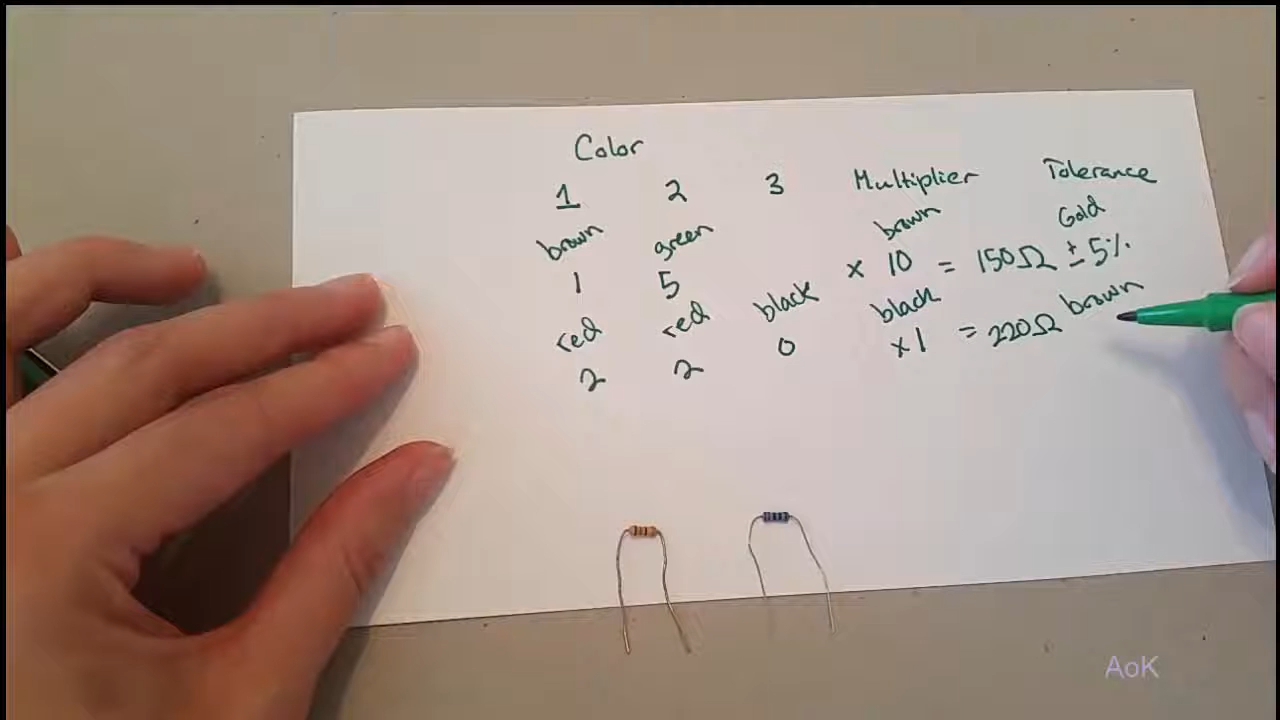 Color
1 2 3 Multiplier Tolerance
brown green brown Gold
1 5 x 10 = 150Ω ± 5%
red red black black brown
2 2 0 x1 = 220Ω
AoK